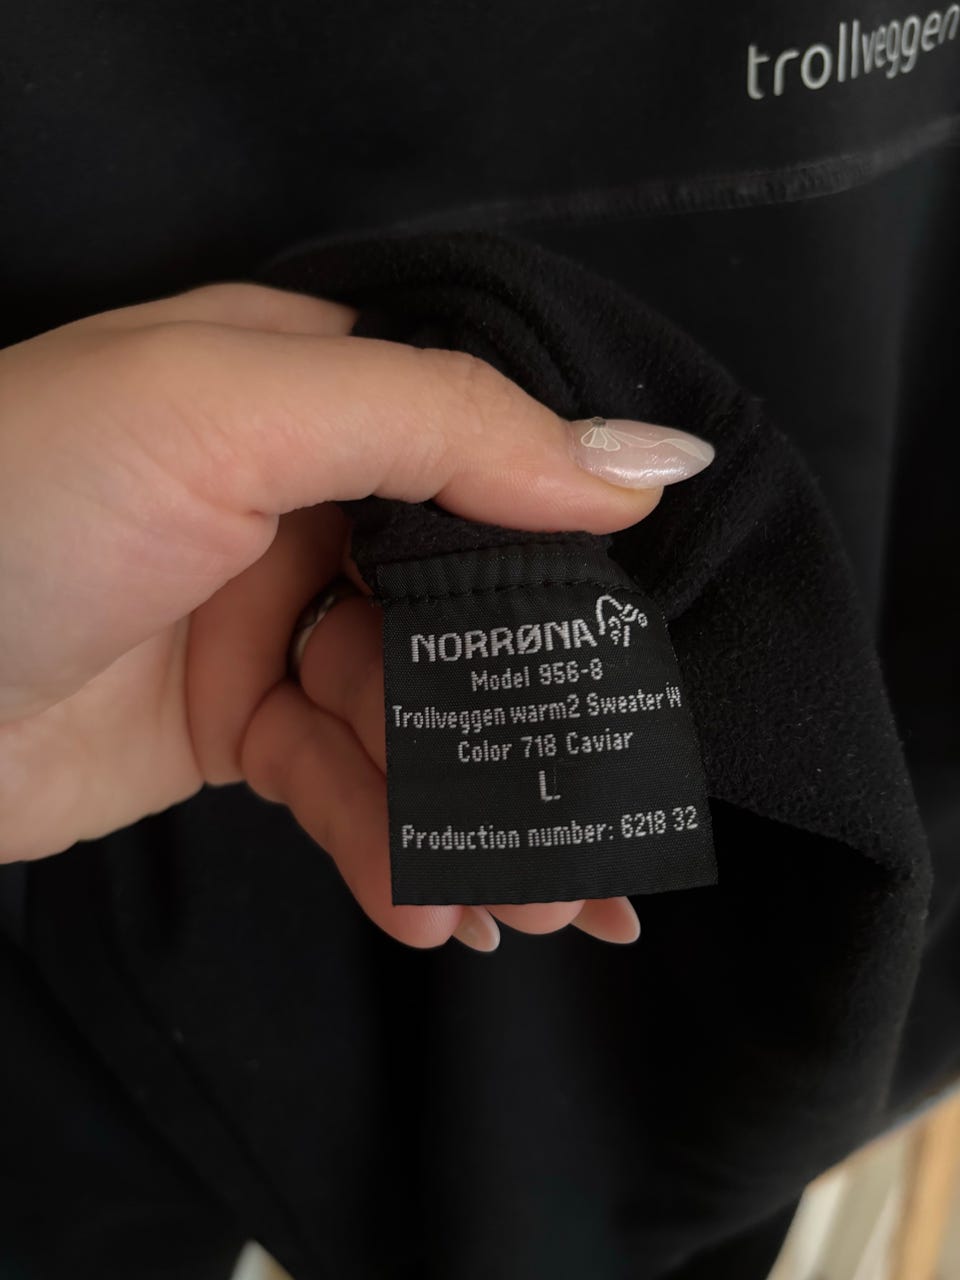 trollveggen
NORRØNA
Model 956-8
Trollveggen warm2 Sweater
Color 718 Caviar
L
Production number: 6218 32